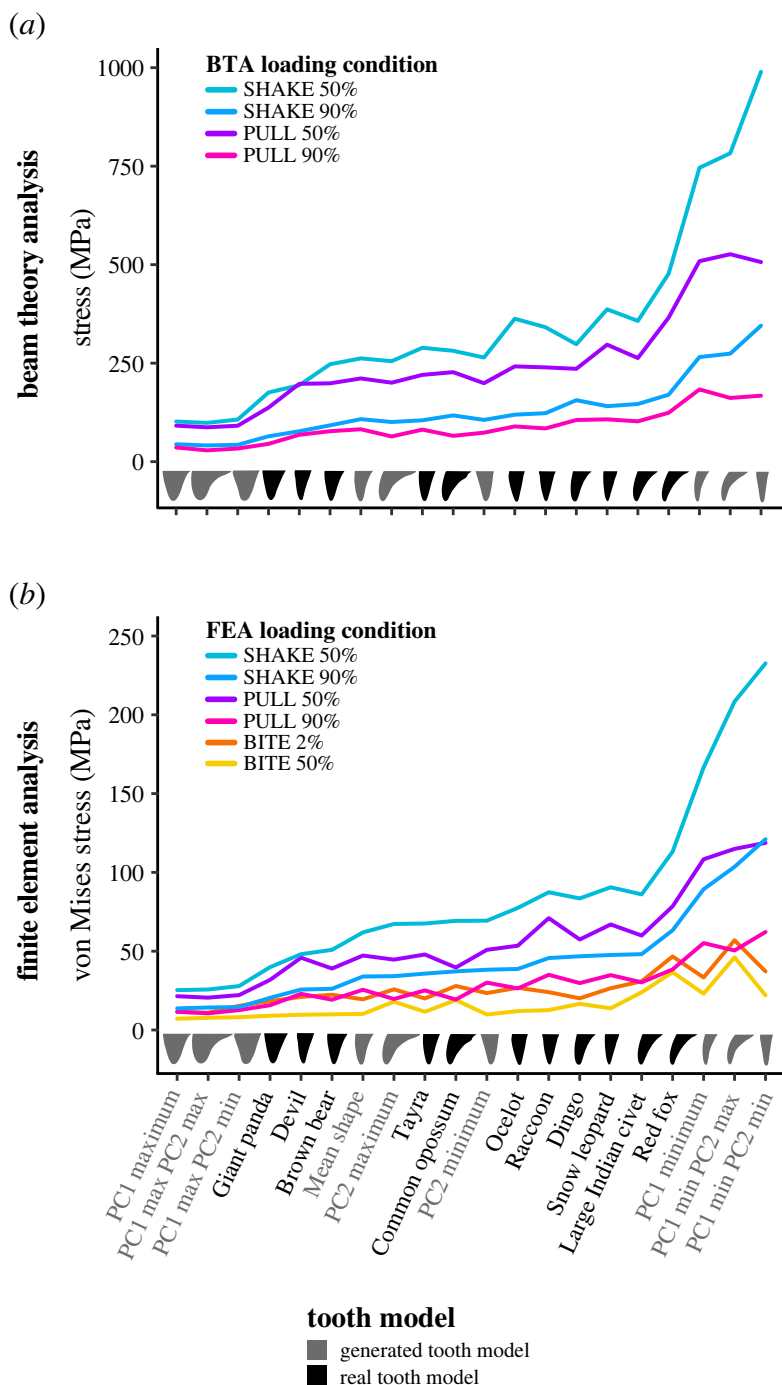 (a)
BTA loading condition
SHAKE 50%
SHAKE 90%
PULL 50%
PULL 90%
beam theory analysis
stress (MPa)
1000
750
500
250
0
(b)
FEA loading condition
SHAKE 50%
SHAKE 90%
PULL 50%
PULL 90%
BITE 2%
BITE 50%
finite element analysis
von Mises stress (MPa)
250
200
150
100
50
0
PC1 maximum
PC1 max PC2 max
PC1 max PC2 min
Giant panda
Devil
Brown bear
Mean shape
PC2 maximum
Tayra
Common opossum
PC2 minimum
Ocelot
Raccoon
Dingo
Snow leopard
Large Indian civet
Red fox
PC1 minimum
PC1 min PC2 max
PC1 min PC2 min
tooth model
generated tooth model
real tooth model